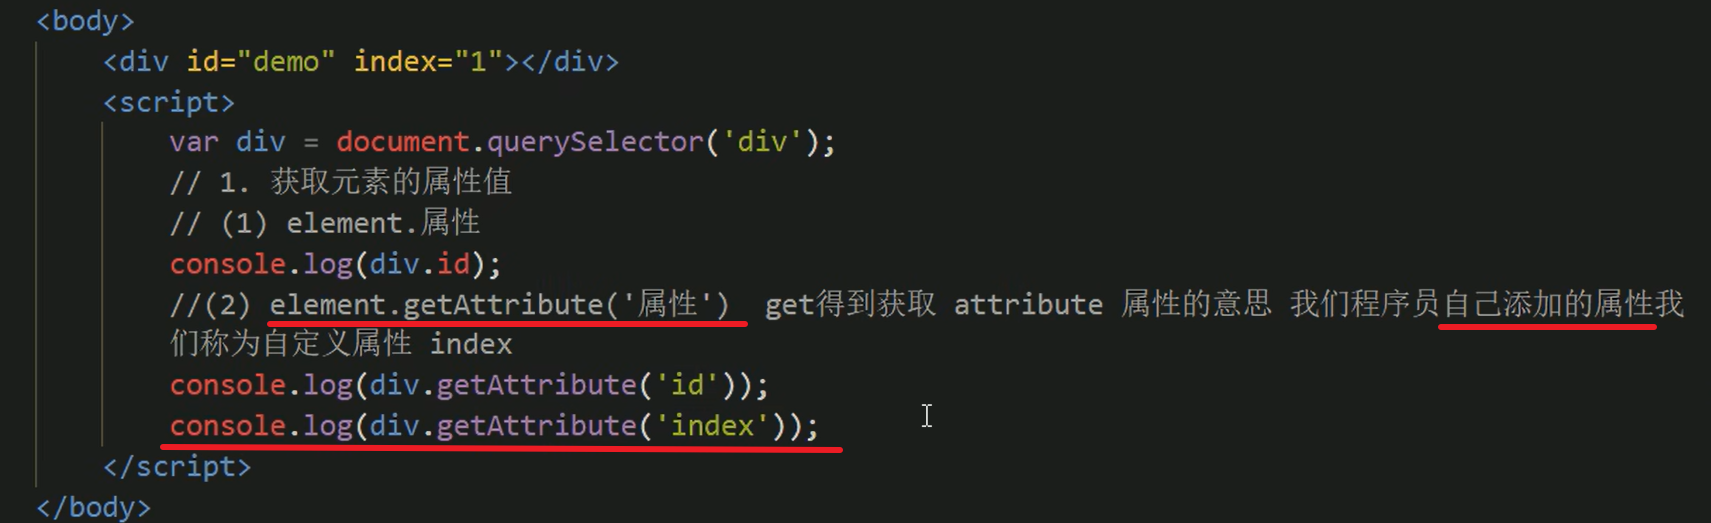 <body>
<div id="demo" index="1"></div>
<script>
var div = document.querySelector('div');
// 1. 获取元素的属性值
// (1) element.属性
console.log(div.id);
//(2) element.getAttribute('属性')  get得到获取 attribute 属性的意思 我们程序员自己添加的属性我
们称为自定义属性 index
console.log(div.getAttribute('id'));
console.log(div.getAttribute('index'));
</script>
</body>